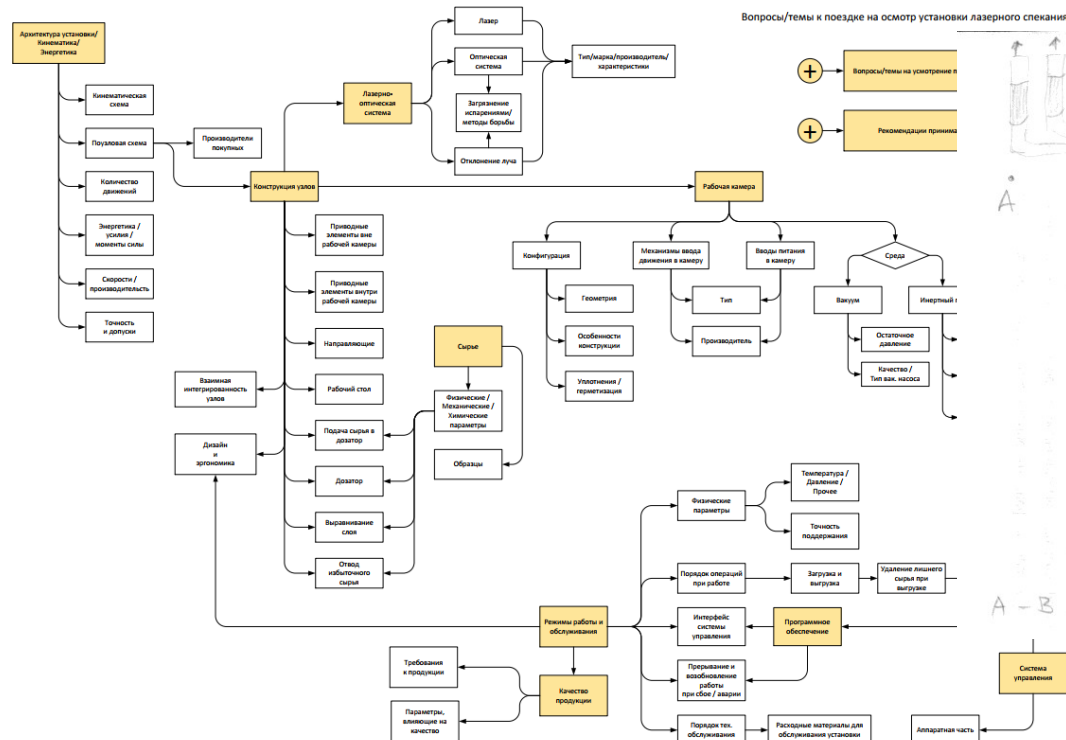 Вопросы/темы к поездке на осмотр установки лазерного спекания
Архитектура установки/
Кинематика/
Энергетика
Кинематическая
схема
Поузловая схема
Производители
покупных
Количество
движений
Энергетика /
усилия /
моменты силы
Скорости /
производительсть
Точность
и допуски
Лазерно-
оптическая
система
Лазер
Оптическая
система
Загрязнение
испарениями/
методы борьбы
Отклонение луча
Тип/марка/производитель/
характеристики
Вопросы/темы на усмотрение
Рекомендации
A
Конструкция узлов
Приводные
элементы вне
рабочей камеры
Приводные
элементы внутри
рабочей камеры
Направляющие
Рабочий стол
Подача сырья в
дозатор
Дозатор
Выравнивание
слоя
Отвод
избыточного
сырья
Взаимная
интегрированность
узлов
Дизайн
и
эргономика
Сырье
Физические /
Механические /
Химические
параметры
Образцы
Рабочая камера
Конфигурация
Геометрия
Особенности
конструкции
Уплотнения /
герметизация
Механизмы ввода
движения в камеру
Вводы питания
в камеру
Тип
Производитель
Среда
Вакуум
Инертный
Остаточное
давление
Качество /
Тип вак. насоса
Режимы работы и
обслуживания
Физические
параметры
Температура /
Давление /
Прочее
Точность
поддержания
Порядок операций
при работе
Загрузка и
выгрузка
Удаление лишнего
сырья при
выгрузке
Интерфейс
системы
управления
Программное
обеспечение
Прерывание и
возобновление
работы
при сбое / аварии
Порядок тех.
обслуживания
Расходные материалы для
обслуживания установки
Качество
продукции
Требования
к продукции
Параметры,
влияющие на
качество
A - B
Система
управления
Аппаратная часть